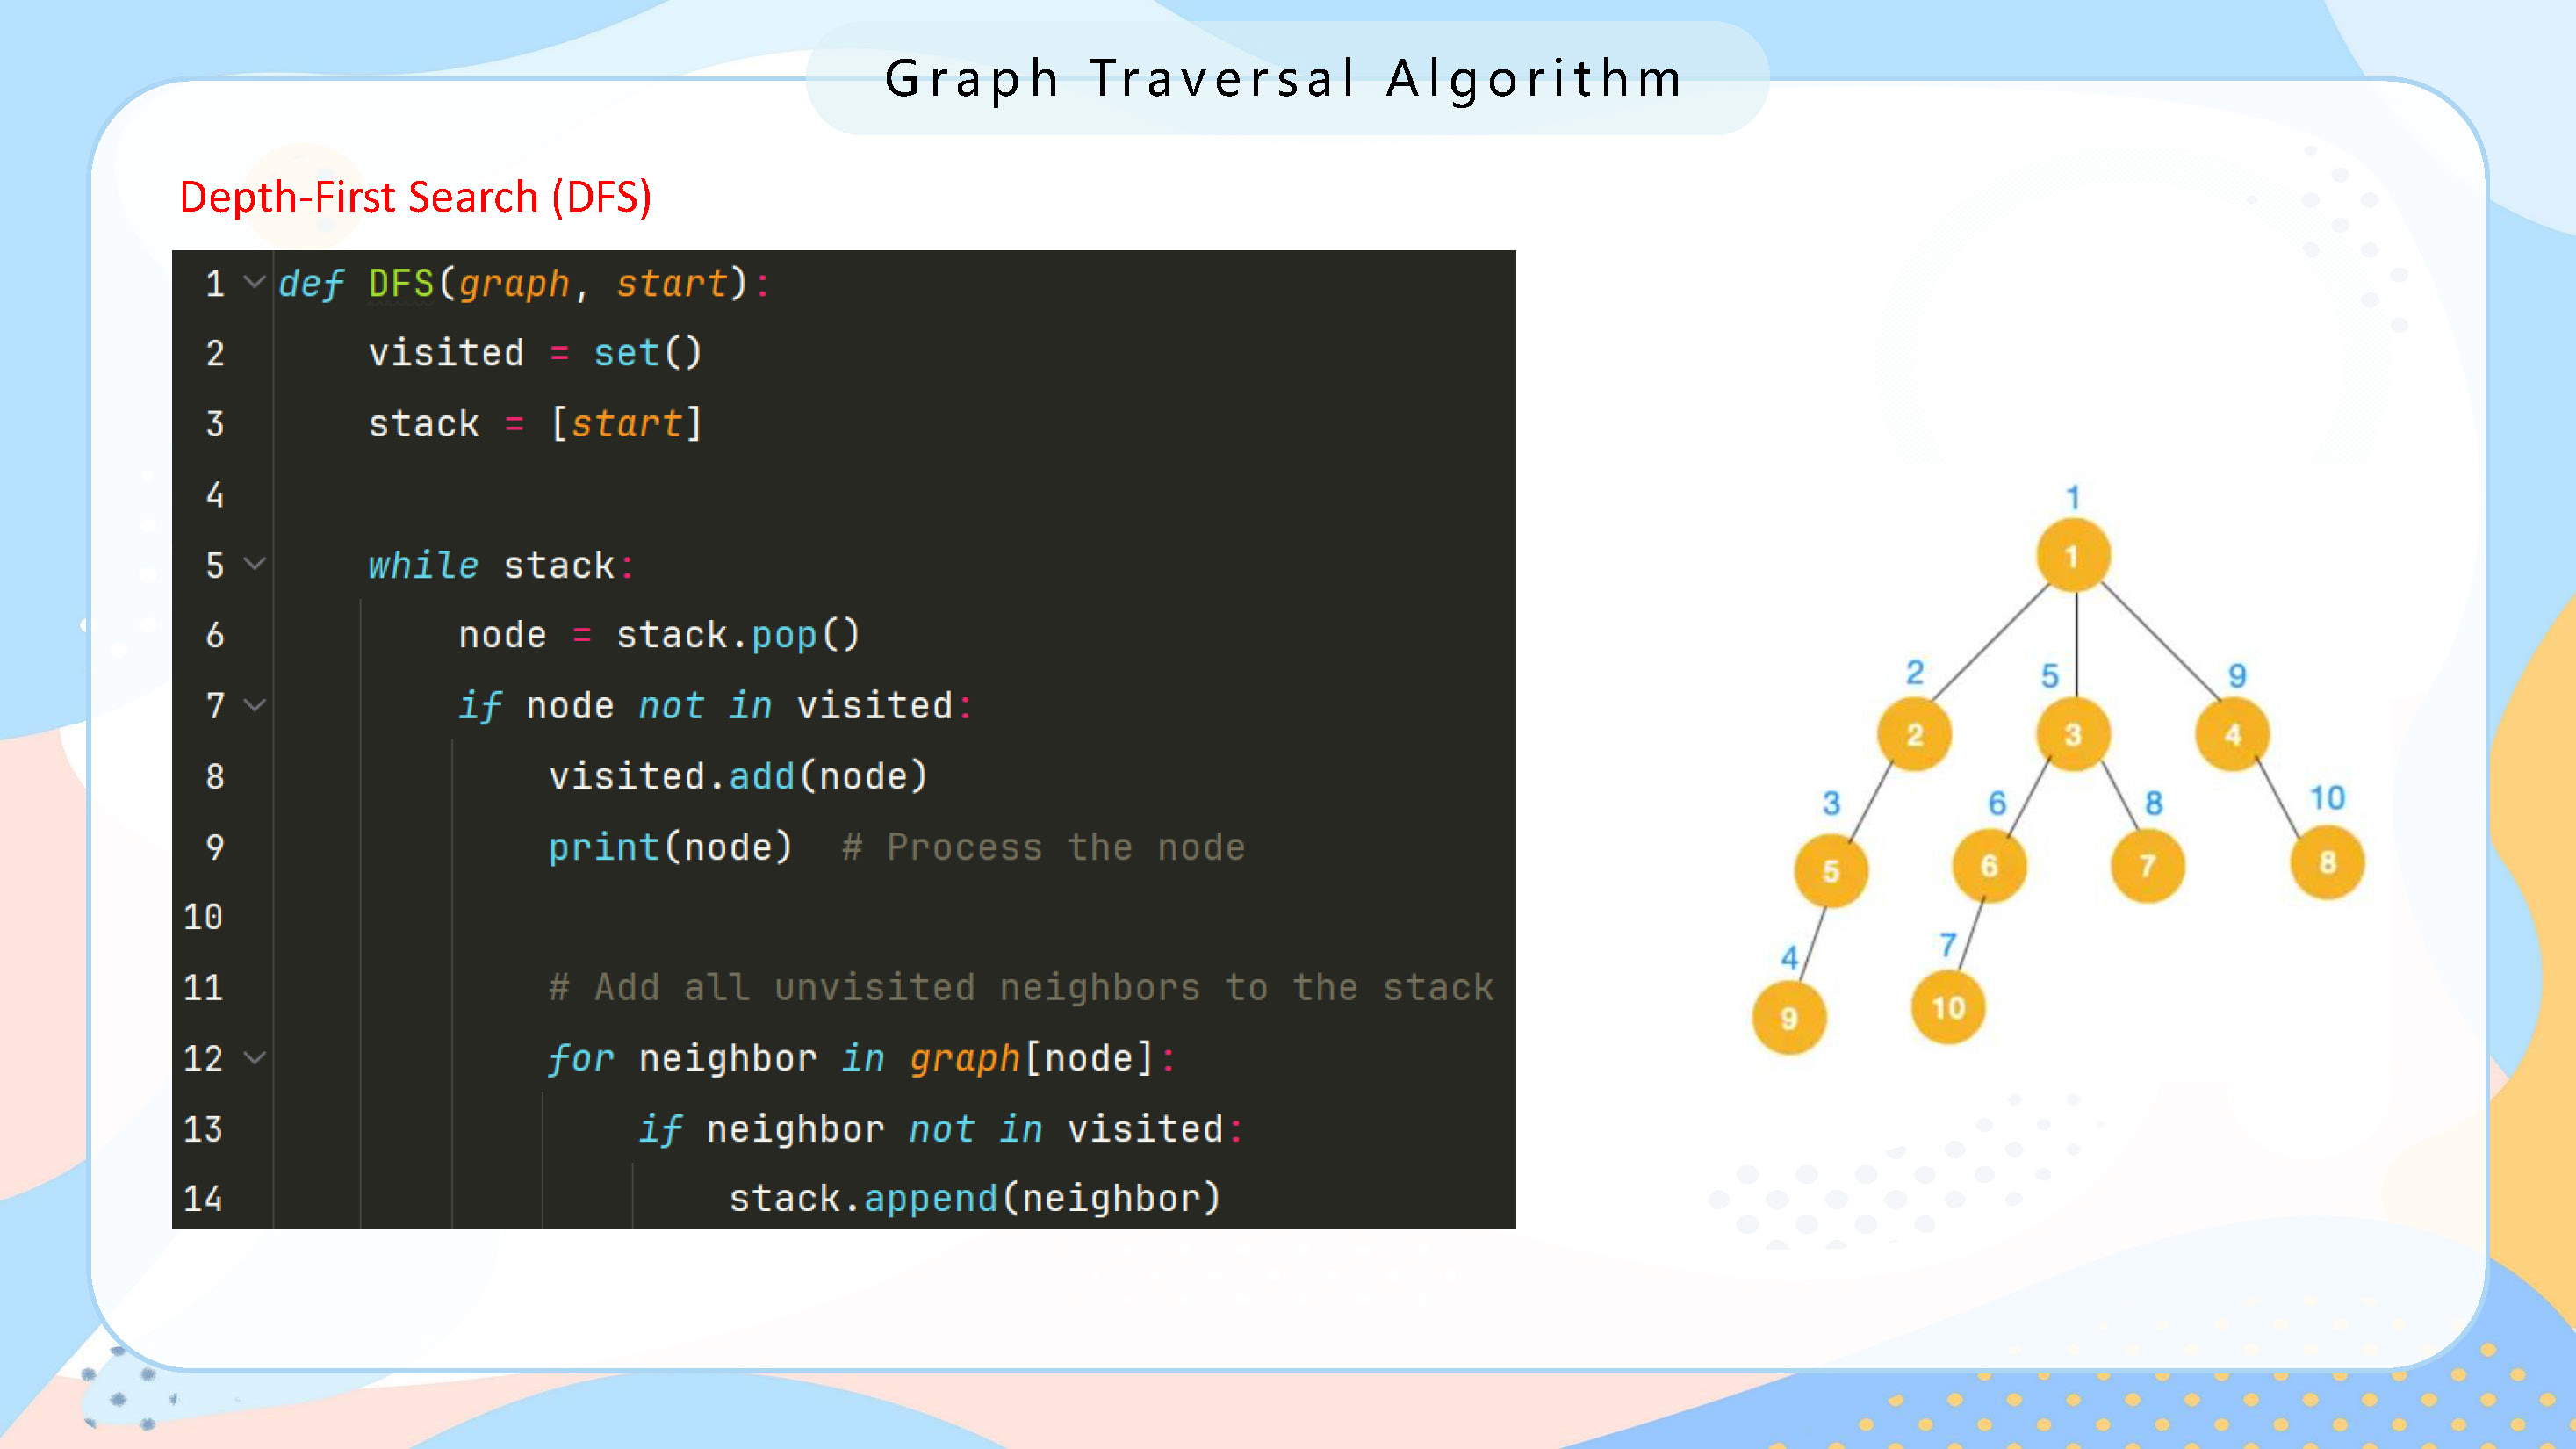 Graph Traversal Algorithm
Depth-First Search (DFS)
1 def DFS(graph, start):
2     visited = set()
3     stack = [start]
4
5     while stack:
6         node = stack.pop()
7         if node not in visited:
8             visited.add(node)
9             print(node)  # Process the node
10
11             # Add all unvisited neighbors to the stack
12             for neighbor in graph[node]:
13                 if neighbor not in visited:
14                     stack.append(neighbor)
1
1
2 5 9
2 3 4
3 6 8 10
5 6 7 8
4 7
9 10